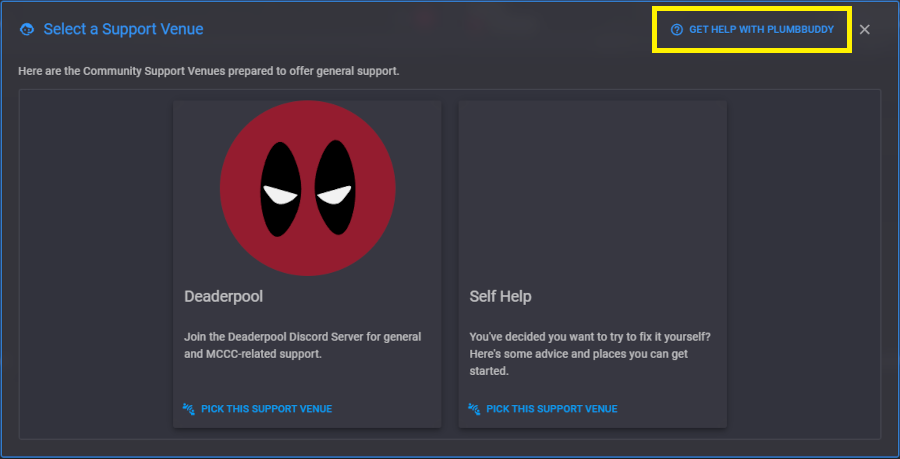 Select a Support Venue
GET HELP WITH PLUMBBUDDY
Here are the Community Support Venues prepared to offer general support.
Deaderpool
Join the Deaderpool Discord Server for general
and MCCC-related support.
PICK THIS SUPPORT VENUE
Self Help
You've decided you want to try to fix it yourself?
Here's some advice and places you can get
started.
PICK THIS SUPPORT VENUE